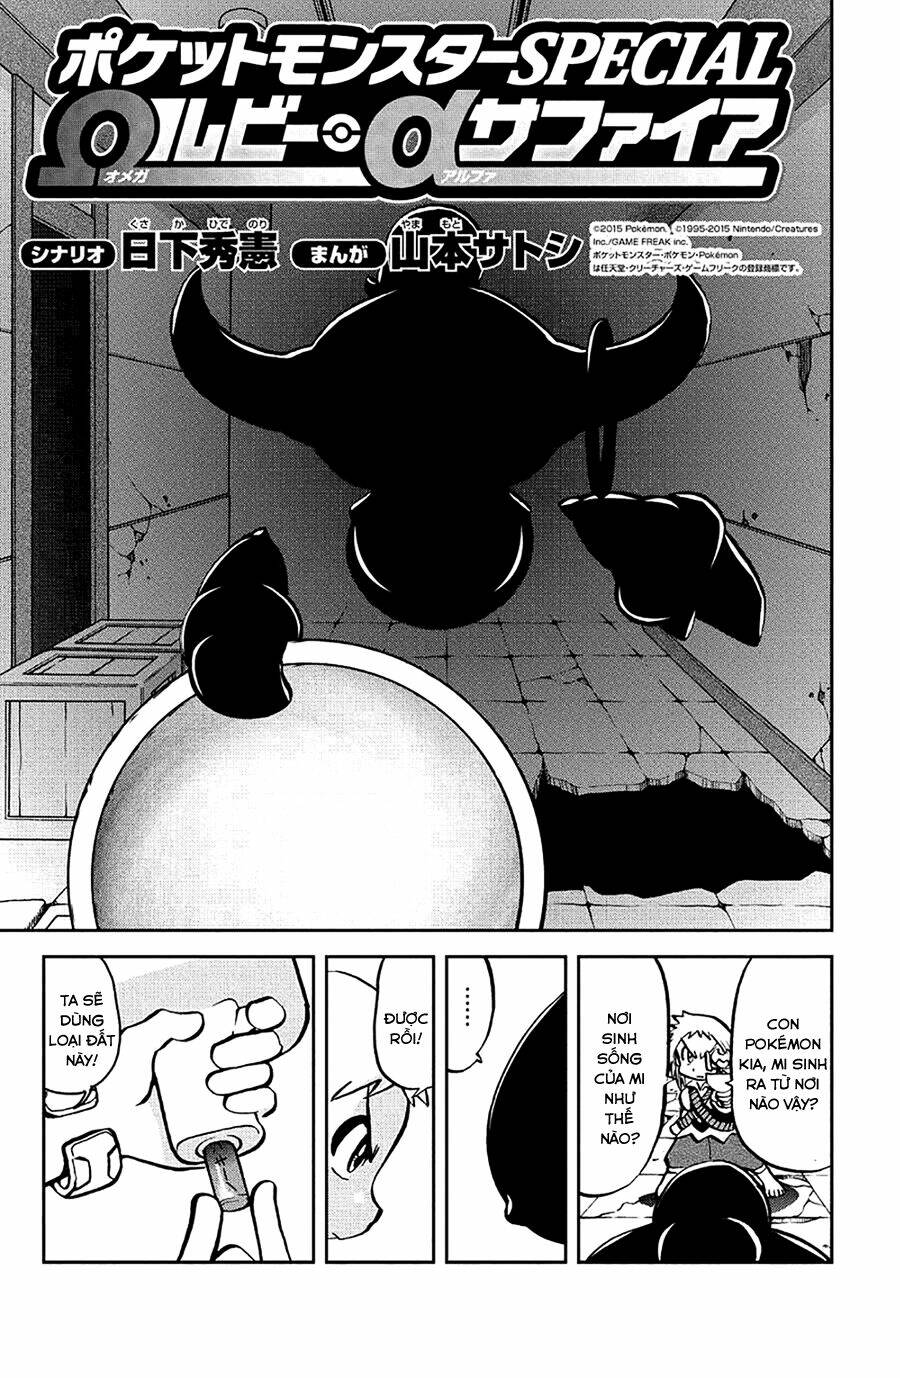 ポケットモンスターSPECIAL
Ωルビー・αサファイア
オメガ
アルファ
シナリオ 日下秀憲 まんが 山本サトシ
くさ か ひで のり
やま もと
©2015 Pokémon. ©1995-2015 Nintendo/Creatures
Inc./GAME FREAK inc.
ポケットモンスター・ポケモン・Pokémon
は任天堂・クリーチャーズ・ゲームフリークの登録商標です。
CON
POKÉMON
KIA, MI SINH
RA TỪ NƠI
NÀO VẬY?
NƠI
SINH
SỐNG
CỦA MI
NHƯ
THẾ
NÀO?
......
ĐƯỢC
RỒI!
TA SẼ
DÙNG
LOẠI ĐẤT
NÀY!